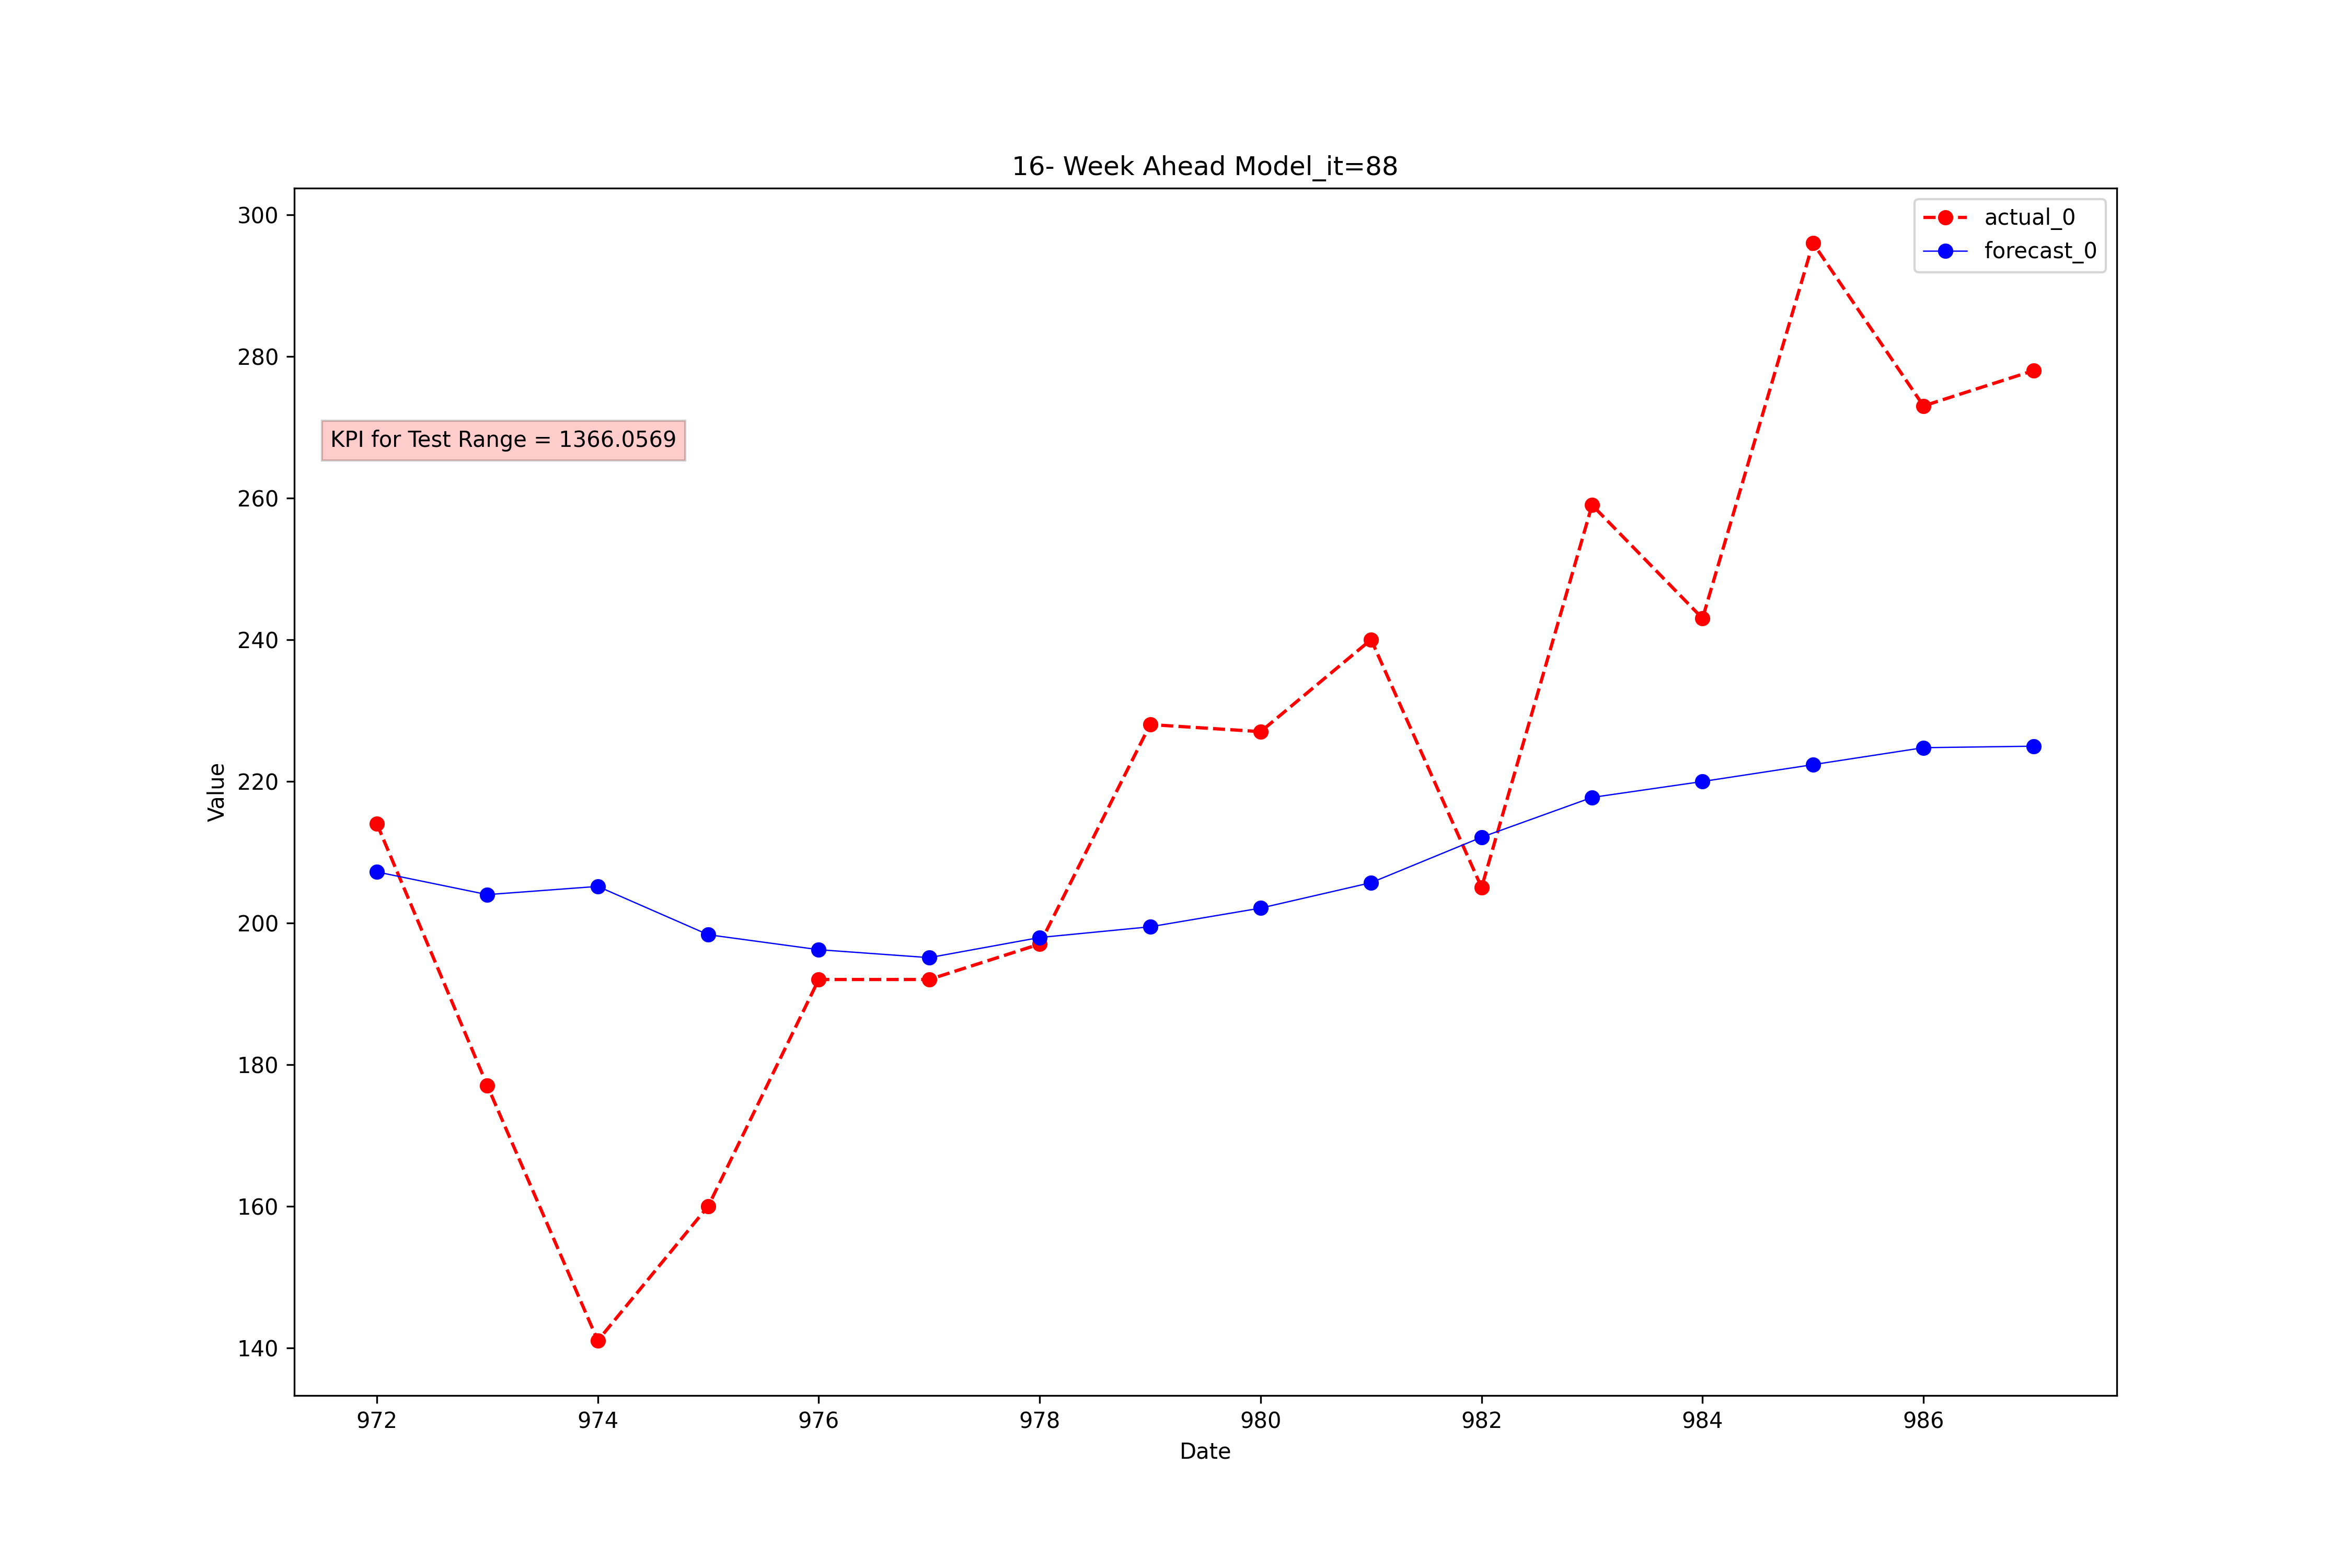 16- Week Ahead Model_it=88
300
280
260
240
220
200
180
160
140
Value
KPI for Test Range = 1366.0569
actual_0
forecast_0
972
974
976
978
980
982
984
986
Date